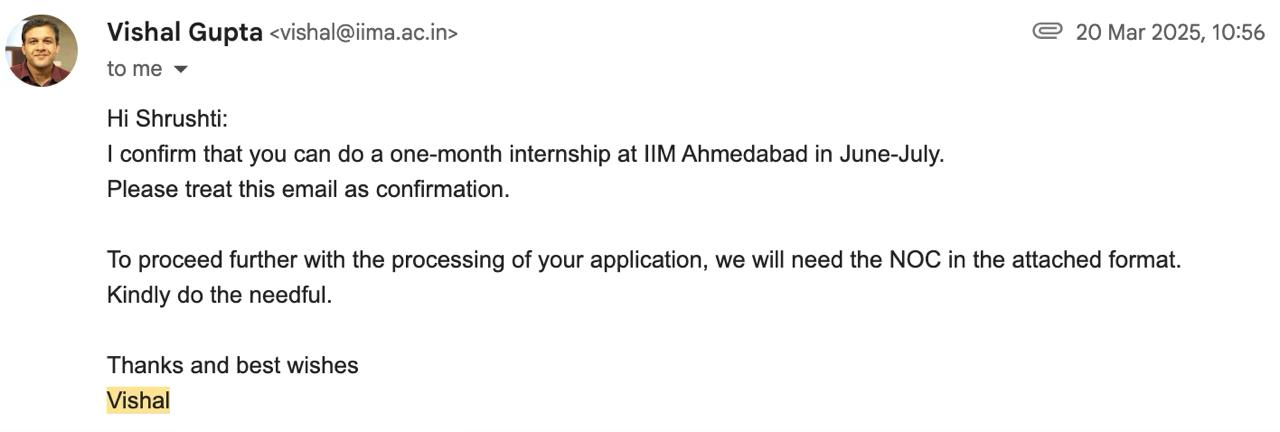 Vishal Gupta <vishal@iima.ac.in>
20 Mar 2025, 10:56
to me
Hi Shrushti:
I confirm that you can do a one-month internship at IIM Ahmedabad in June-July.
Please treat this email as confirmation.
To proceed further with the processing of your application, we will need the NOC in the attached format.
Kindly do the needful.
Thanks and best wishes
Vishal